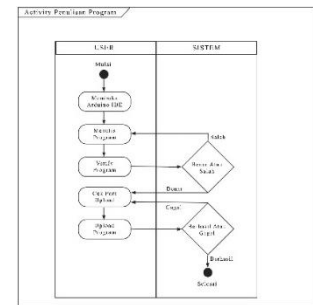 Activity Penulisan Program
USER
SISTEM
Mulai
Membuka
Arduino IDE
Menulis
Program
Salah
Verify
Program
Benar Atau
Salah
Benar
Cek Port
Upload
Gagal
Upload
Program
Berhasil Atau
Gagal
Berhasil
Selesai